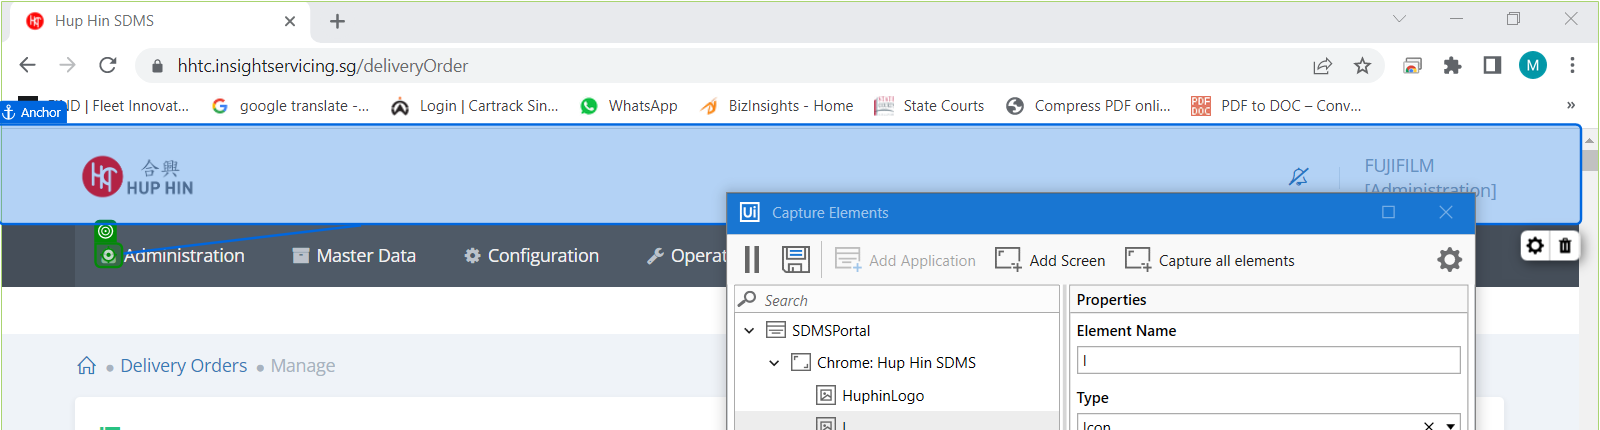 Hup Hin SDMS
hhtc.insightservicing.sg/deliveryOrder
M
| Fleet Innovat...
google translate -...
Login | Cartrack Sin...
WhatsApp
BizInsights - Home
State Courts
Compress PDF onli...
PDF to DOC – Conv...
»
Anchor
合興
HUP HIN
FUJIFILM
[Administration]
Ui Capture Elements
Administration
Master Data
Configuration
Operat
Add Application
Add Screen
Capture all elements
Search
Properties
SDMSPortal
Element Name
Chrome: Hup Hin SDMS
I
Delivery Orders
Manage
HuphinLogo
Type
I
Icon